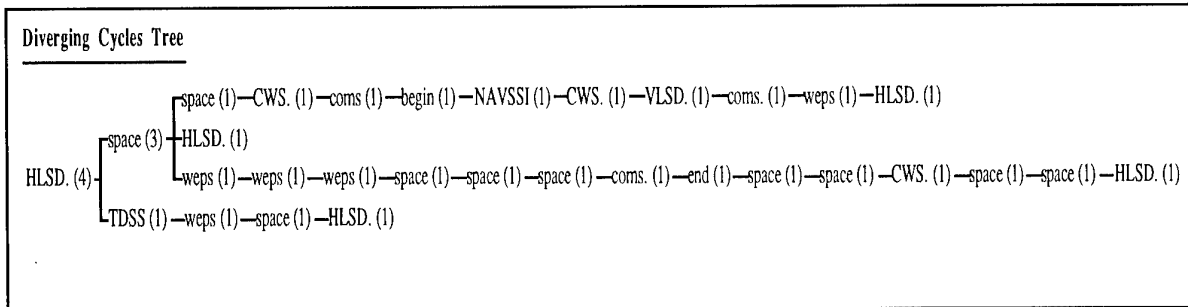 Diverging Cycles Tree
space (1)—CWS. (1)—coms (1)—begin (1)—NAVSSI (1)—CWS. (1)—VLSD. (1)—coms. (1)—weps (1)—HLSD. (1)
space (3)—HLSD. (1)
HLSD. (4)
weps (1)—weps (1)—weps (1)—space (1)—space (1)—space (1)—coms. (1)—end (1)—space (1)—space (1)—CWS. (1)—space (1)—space (1)—HLSD. (1)
TDSS (1)—weps (1)—space (1)—HLSD. (1)